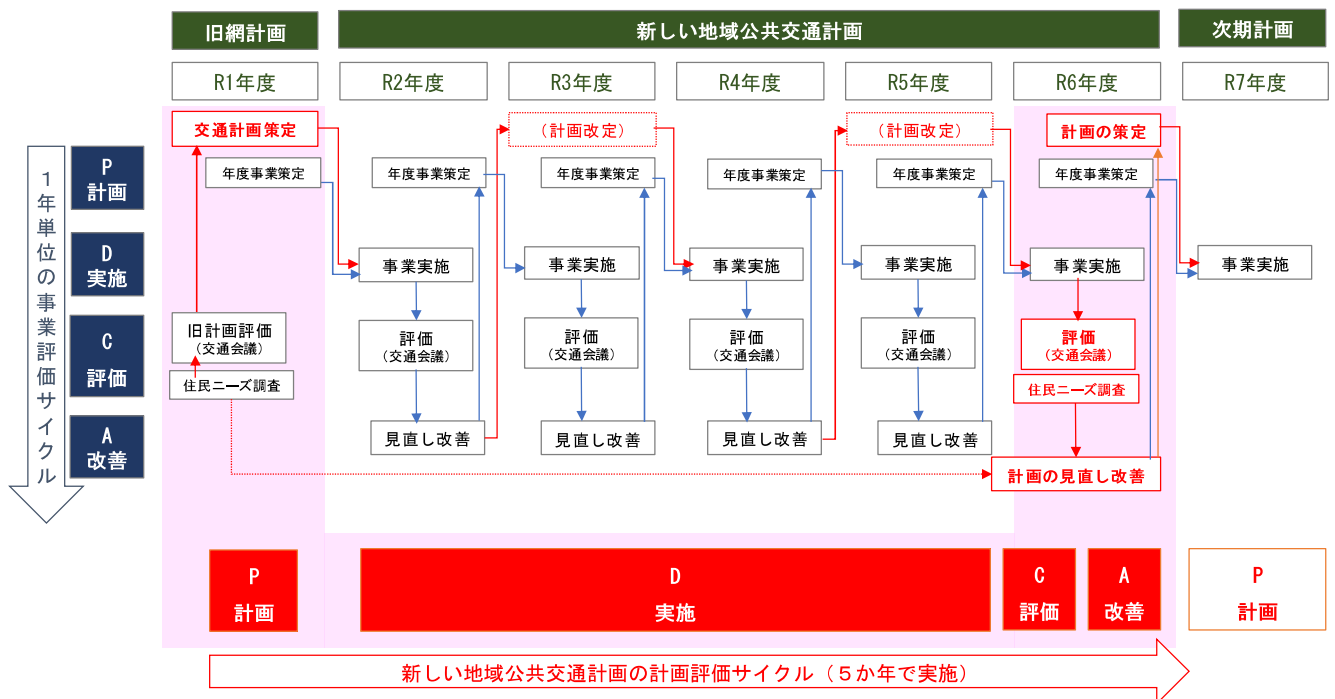 旧網計画
新しい地域公共交通計画
次期計画
R1年度
R2年度
R3年度
R4年度
R5年度
R6年度
R7年度
交通計画策定
（計画改定）
（計画改定）
計画の策定
１年単位の事業評価サイクル
P
計画
年度事業策定
年度事業策定
年度事業策定
年度事業策定
年度事業策定
年度事業策定
D
実施
事業実施
事業実施
事業実施
事業実施
事業実施
事業実施
C
評価
旧計画評価
（交通会議）
評価
（交通会議）
評価
（交通会議）
評価
（交通会議）
評価
（交通会議）
評価
（交通会議）
住民ニーズ調査
住民ニーズ調査
A
改善
見直し改善
見直し改善
見直し改善
見直し改善
計画の見直し改善
P
計画
D
実施
C
評価
A
改善
P
計画
新しい地域公共交通計画の計画評価サイクル（５か年で実施）